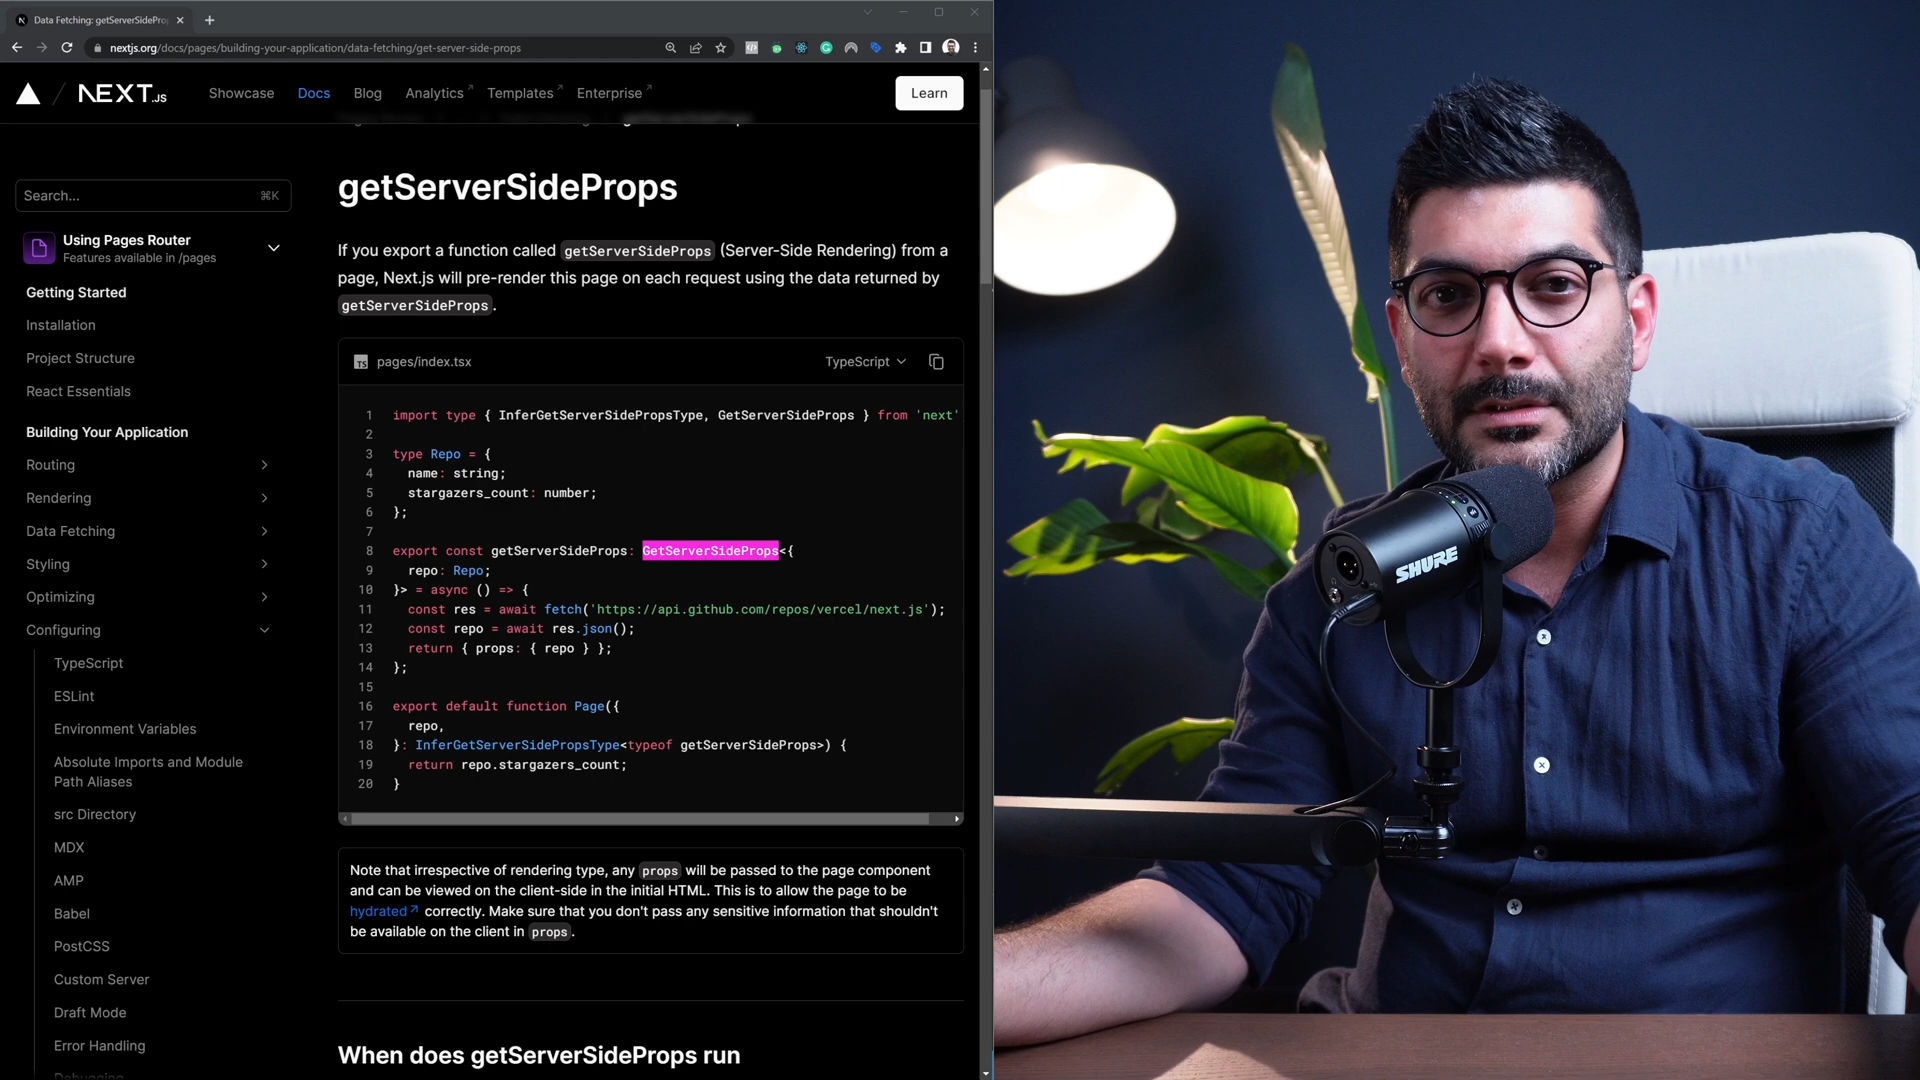 Data Fetching: getServerSideProp
nextjs.org/docs/pages/building-your-application/data-fetching/get-server-side-props
NEXT.JS
Showcase
Docs
Blog
Analytics
Templates
Enterprise
Learn
Search...
⌘K
Using Pages Router
Features available in /pages
Getting Started
Installation
Project Structure
React Essentials
Building Your Application
Routing
Rendering
Data Fetching
Styling
Optimizing
Configuring
TypeScript
ESLint
Environment Variables
Absolute Imports and Module
Path Aliases
src Directory
MDX
AMP
Babel
PostCSS
Custom Server
Draft Mode
Error Handling
Debugging
getServerSideProps
getServerSideProps
If you export a function called getServerSideProps (Server-Side Rendering) from a
page, Next.js will pre-render this page on each request using the data returned by
getServerSideProps.
TS pages/index.tsx
TypeScript
1 import type { InferGetServerSidePropsType, GetServerSideProps } from 'next'
2
3 type Repo = {
4 name: string;
5 stargazers_count: number;
6 };
7
8 export const getServerSideProps: GetServerSideProps<{
9 repo: Repo;
10 }> = async () => {
11 const res = await fetch('https://api.github.com/repos/vercel/next.js');
12 const repo = await res.json();
13 return { props: { repo } };
14 };
15
16 export default function Page({
17 repo,
18 }: InferGetServerSidePropsType<typeof getServerSideProps>) {
19 return repo.stargazers_count;
20 }
Note that irrespective of rendering type, any props will be passed to the page component
and can be viewed on the client-side in the initial HTML. This is to allow the page to be
hydrated correctly. Make sure that you don't pass any sensitive information that shouldn't
be available on the client in props.
When does getServerSideProps run
SHURE